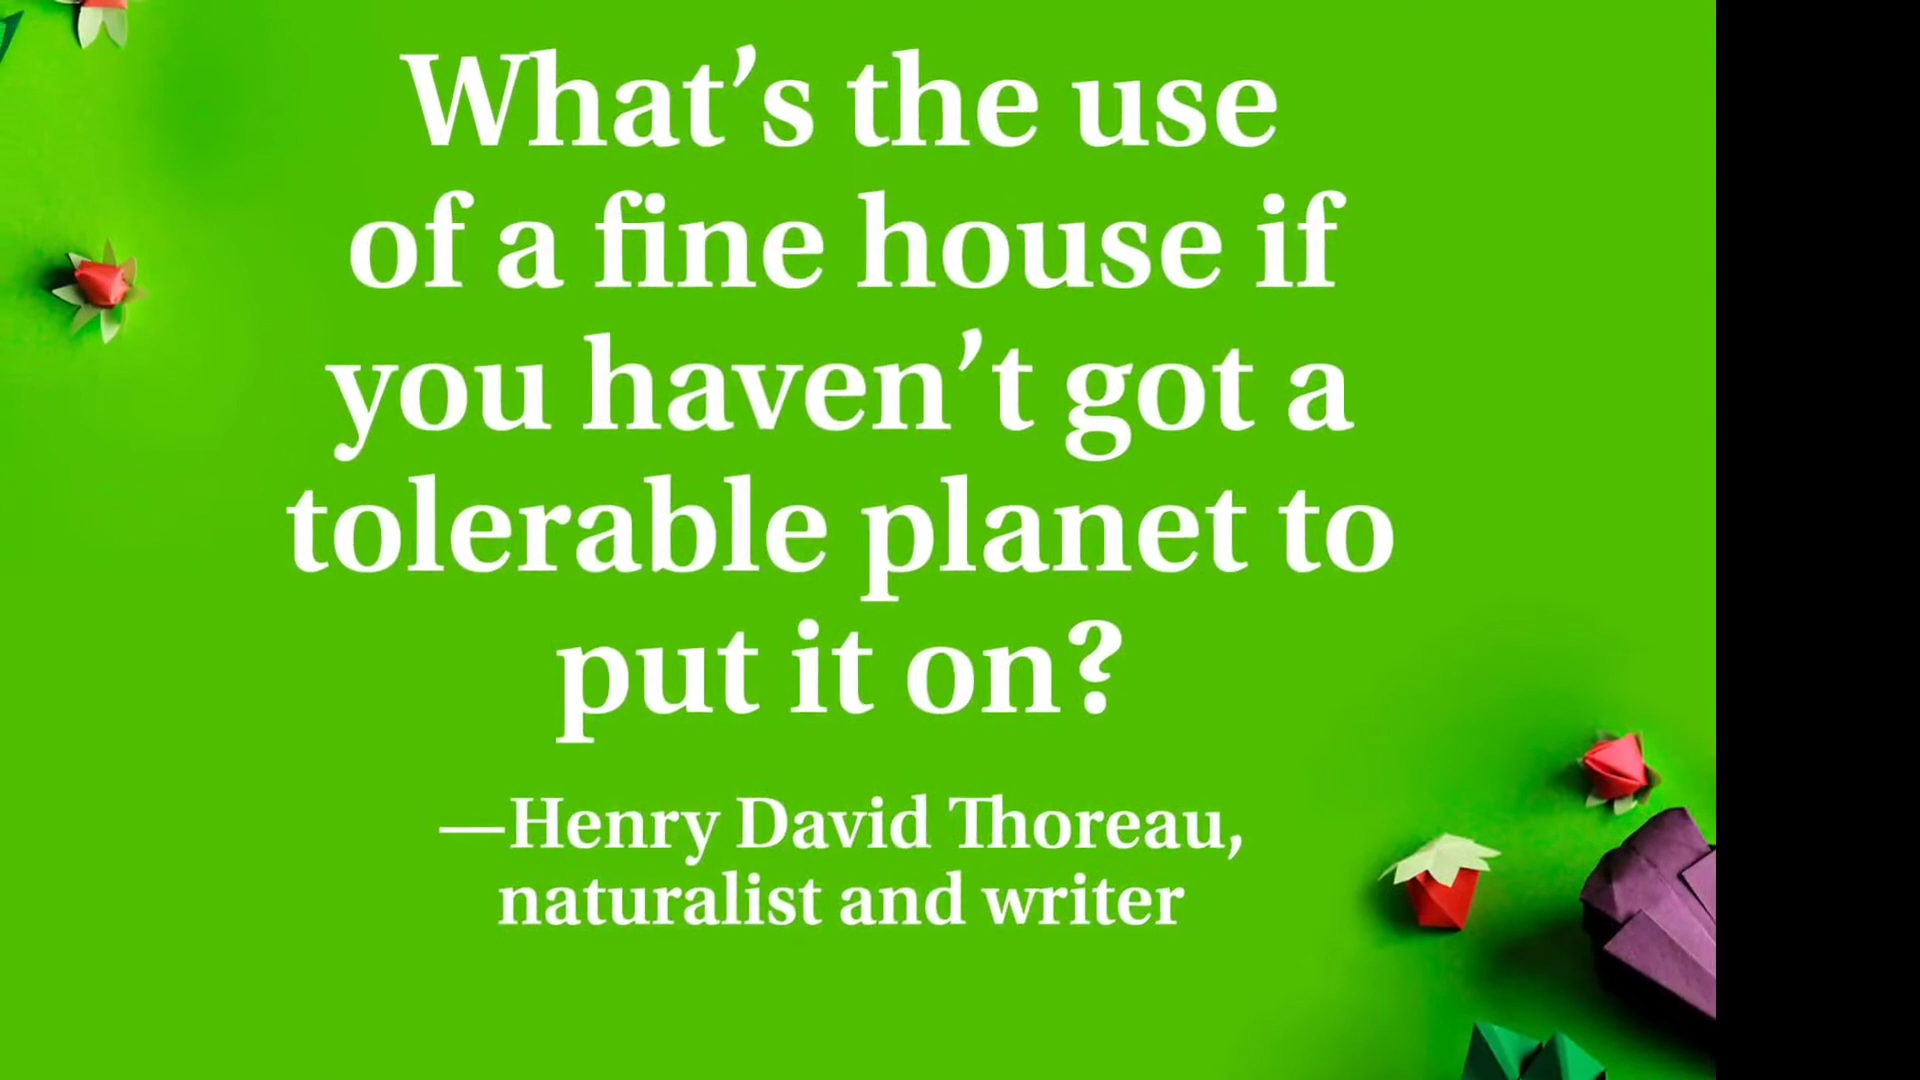 What’s the use
of a fine house if
you haven’t got a
tolerable planet to
put it on?
—Henry David Thoreau,
naturalist and writer